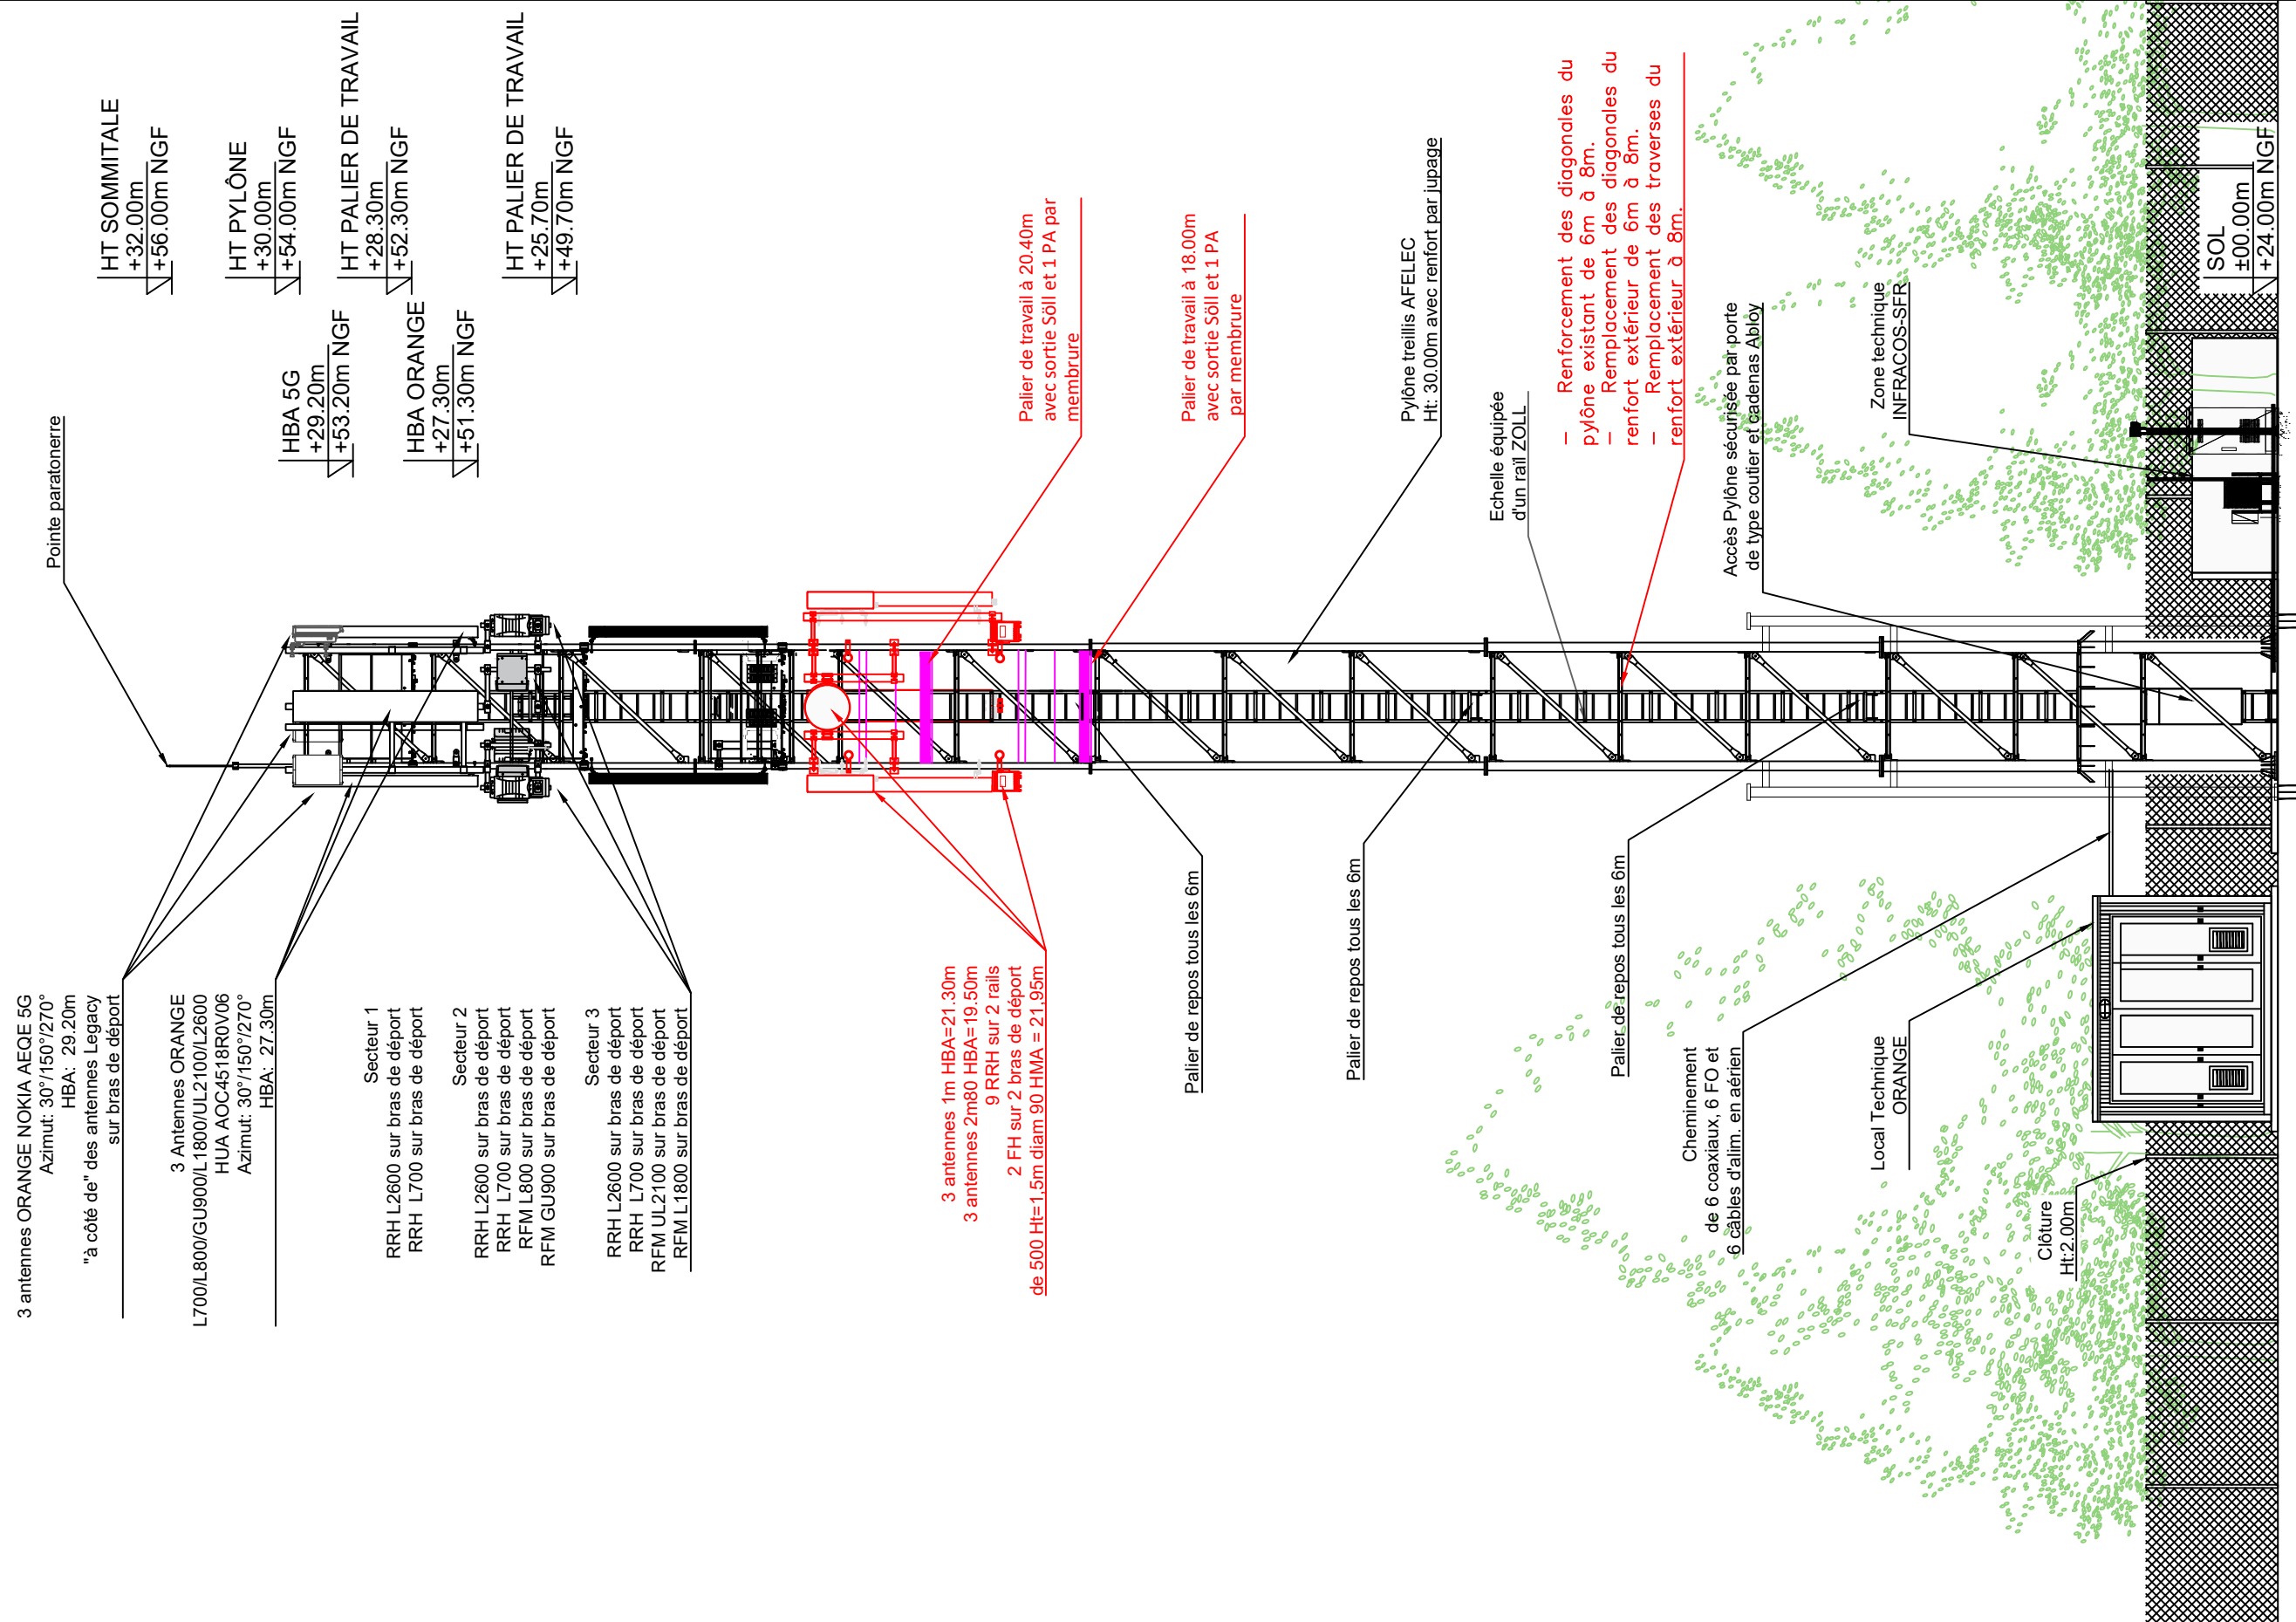 Pointe paratonerre
HT SOMMITALE
+32.00m
+56.00m NGF
HT PYLÔNE
+30.00m
+54.00m NGF
HT PALIER DE TRAVAIL
+28.30m
+52.30m NGF
HT PALIER DE TRAVAIL
+25.70m
+49.70m NGF
HBA 5G
+29.20m
+53.20m NGF
HBA ORANGE
+27.30m
+51.30m NGF
3 antennes ORANGE NOKIA AEQE 5G
Azimut: 30°/150°/270°
HBA: 29.20m
"à côté de" des antennes Legacy
sur bras de déport
3 Antennes ORANGE
L700/L800/GU900/L1800/UL2100/L2600
HUA AOC4518R0V06
Azimut: 30°/150°/270°
HBA: 27.30m
Secteur 1
RRH L2600 sur bras de déport
RRH L700 sur bras de déport
Secteur 2
RRH L2600 sur bras de déport
RRH L700 sur bras de déport
RFM L800 sur bras de déport
RFM GU900 sur bras de déport
Secteur 3
RRH L2600 sur bras de déport
RRH L700 sur bras de déport
RFM UL2100 sur bras de déport
RFM L1800 sur bras de déport
3 antennes 1m HBA=21.30m
3 antennes 2m80 HBA=19.50m
9 RRH sur 2 rails
2 FH sur 2 bras de déport
de 500 Ht=1,5m diam 90 HMA = 21,95m
Palier de travail à 20.40m
avec sortie Söll et 1 PA par
membrure
Palier de travail à 18.00m
avec sortie Söll et 1 PA
par membrure
Pylône treillis AFELEC
Ht: 30.00m avec renfort par jupage
Echelle équipée
d'un rail ZOLL
- Renforcement des diagonales du
pylône existant de 6m à 8m.
- Remplacement des diagonales du
renfort extérieur de 6m à 8m.
- Remplacement des traverses du
renfort extérieur à 8m.
Accès Pylône sécurisée par porte
de type coutier et cadenas Abloy
Zone technique
INFRACOS-SFR
SOL
±00.00m
+24.00m NGF
Palier de repos tous les 6m
Palier de repos tous les 6m
Palier de repos tous les 6m
Cheminement
de 6 coaxiaux, 6 FO et
6 câbles d'alim. en aérien
Local Technique
ORANGE
Clôture
Ht:2.00m